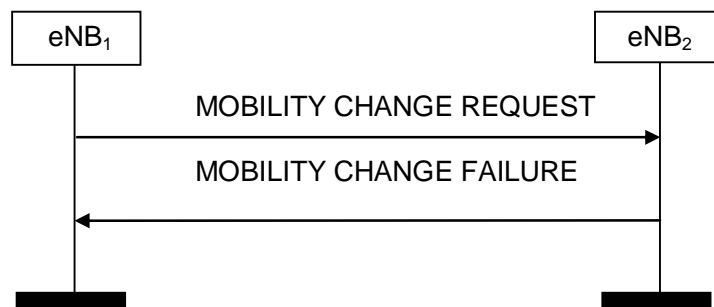 eNB₁ eNB₂
MOBILITY CHANGE REQUEST
MOBILITY CHANGE FAILURE